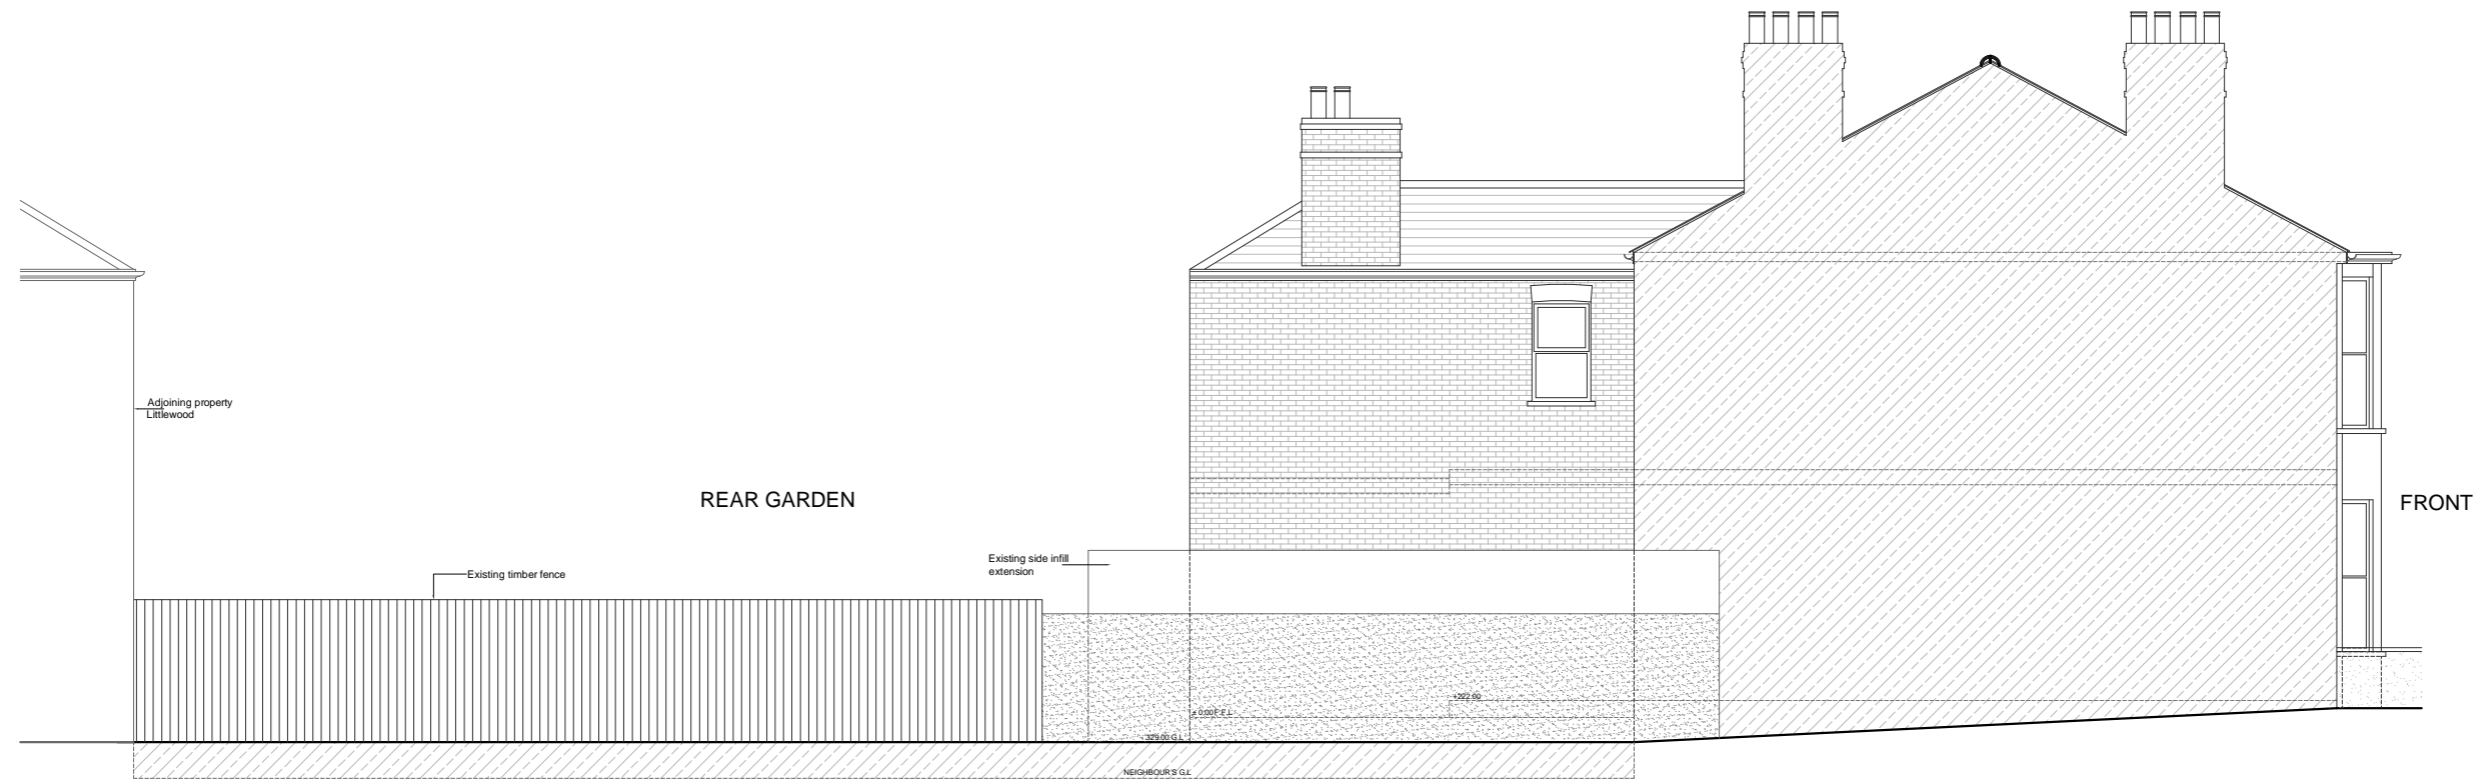 Adjoining property
Littlewood
REAR GARDEN
FRONT
Existing side infill
extension
Existing timber fence
+222.00
± 0.00 F.F.L
-329.00 G.L
NEIGHBOUR'S G.L